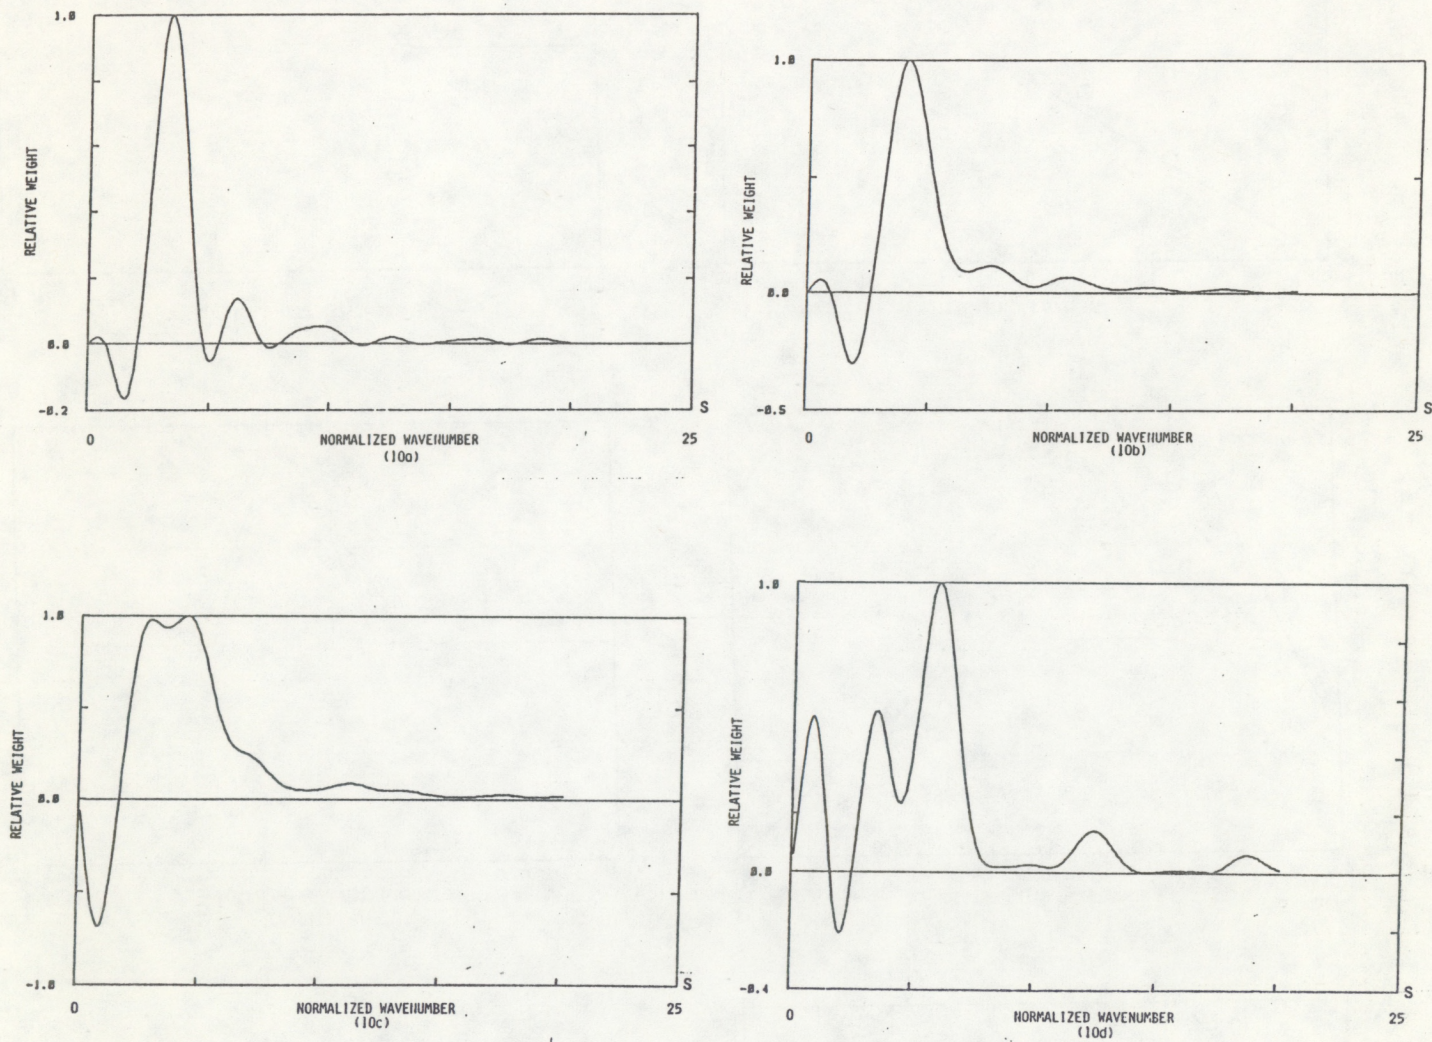 1.0
RELATIVE WEIGHT
0.0
-0.2
0
NORMALIZED WAVENUMBER
25
S
(10a)
1.0
RELATIVE WEIGHT
0.0
-0.5
0
NORMALIZED WAVENUMBER
25
S
(10b)
1.0
RELATIVE WEIGHT
0.0
-1.0
0
NORMALIZED WAVENUMBER
25
S
(10c)
1.0
RELATIVE WEIGHT
0.0
-0.4
0
NORMALIZED WAVENUMBER
25
S
(10d)